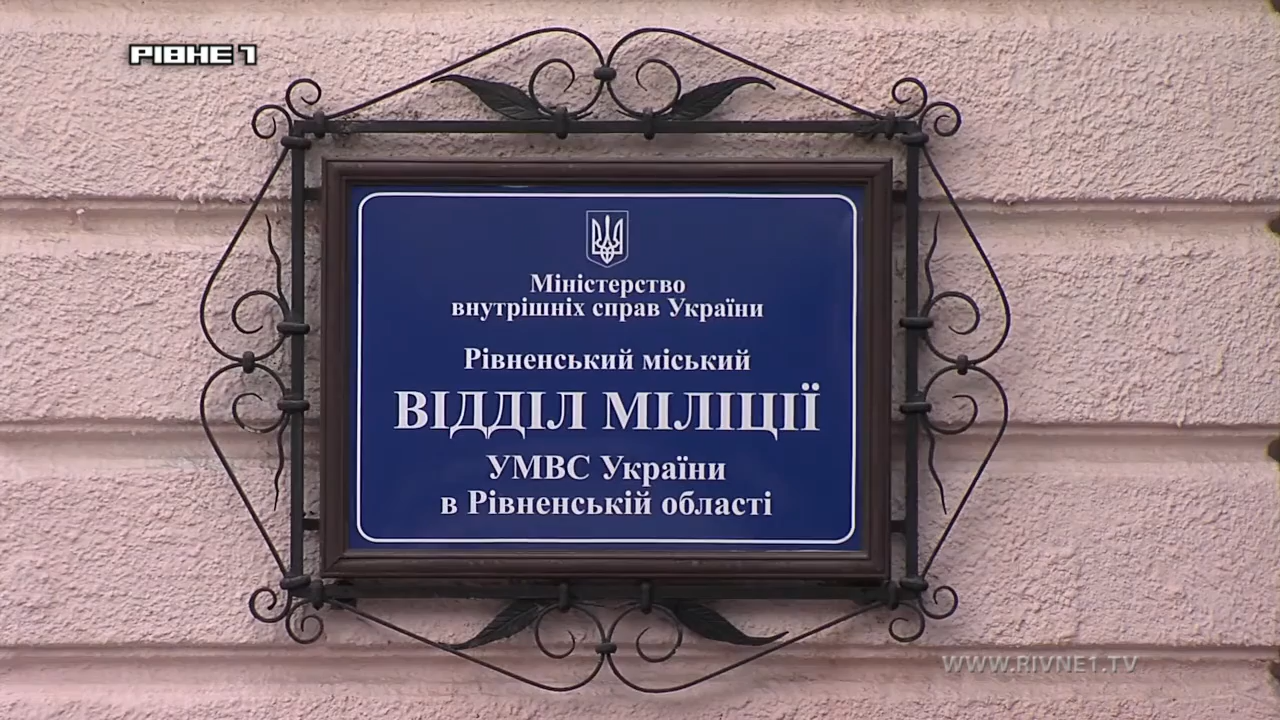 РІВНЕ 1
Міністерство
внутрішніх справ України
Рівненський міський
ВІДДІЛ МІЛІЦІЇ
УМВС України
в Рівненській області
WWW.RIVNE1.TV